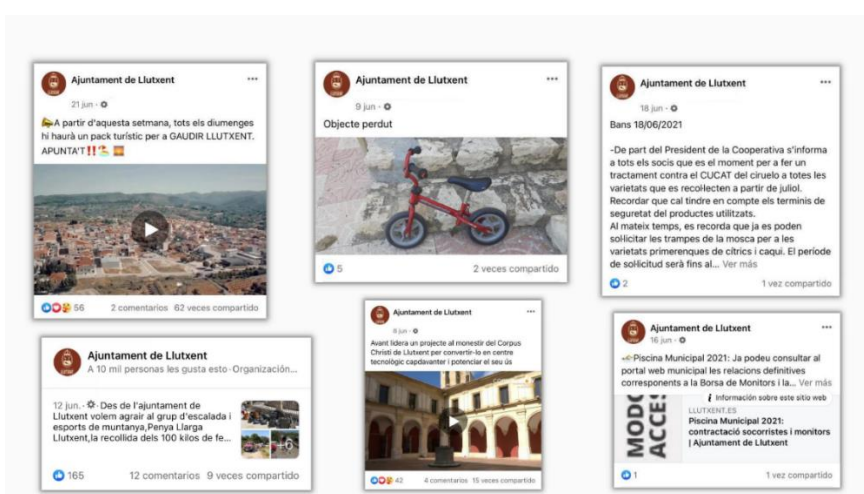 Ajuntament de Llutxent
21 jun ·
A partir d'aquesta setmana, tots els diumenges
hi haurà un pack turístic per a GAUDIR LLUTXENT.
APUNTA'T!!
56 2 comentarios 62 veces compartido
Ajuntament de Llutxent
9 jun ·
Objecte perdut
5 2 veces compartido
Ajuntament de Llutxent
18 jun ·
Bans 18/06/2021
-De part del President de la Cooperativa s'informa
a tots els socis que es el moment per a fer un
tractament contra el CUCAT del ciruelo a totes les
varietats que es recol·lecten a partir de juliol.
Recordar que cal tindre en compte els terminis de
seguretat del productes utilitzats.
Al mateix temps, es recorda que ja es poden
sol·licitar les trampes de la mosca per a les
varietats primerenques de cítrics i caqui. El període
de sol·licitud serà fins al... Ver más
2 1 vez compartido
Ajuntament de Llutxent
A 10 mil personas les gusta esto · Organización...
12 jun. · Des de l'ajuntament de
Llutxent volem agrair al grup d'escalada i
esports de muntanya,Penya Llarga
Llutxent,la recollida dels 100 kilos de fe...
+6
165 12 comentarios 9 veces compartido
Ajuntament de Llutxent
8 jun ·
Avant lidera un projecte al monestir del Corpus
Christi de Llutxent per convertir-lo en centre
tecnològic capdavanter i potenciar el seu ús
42 4 comentarios 15 veces compartido
Ajuntament de Llutxent
16 jun ·
Piscina Municipal 2021: Ja podeu consultar al
portal web municipal les relacions definitives
corresponents a la Borsa de Monitors i la... Ver más
Información sobre este sitio web
MODO
ACCES
LLUTXENT.ES
Piscina Municipal 2021:
contractació socorristes i monitors
| Ajuntament de Llutxent
1 1 vez compartido